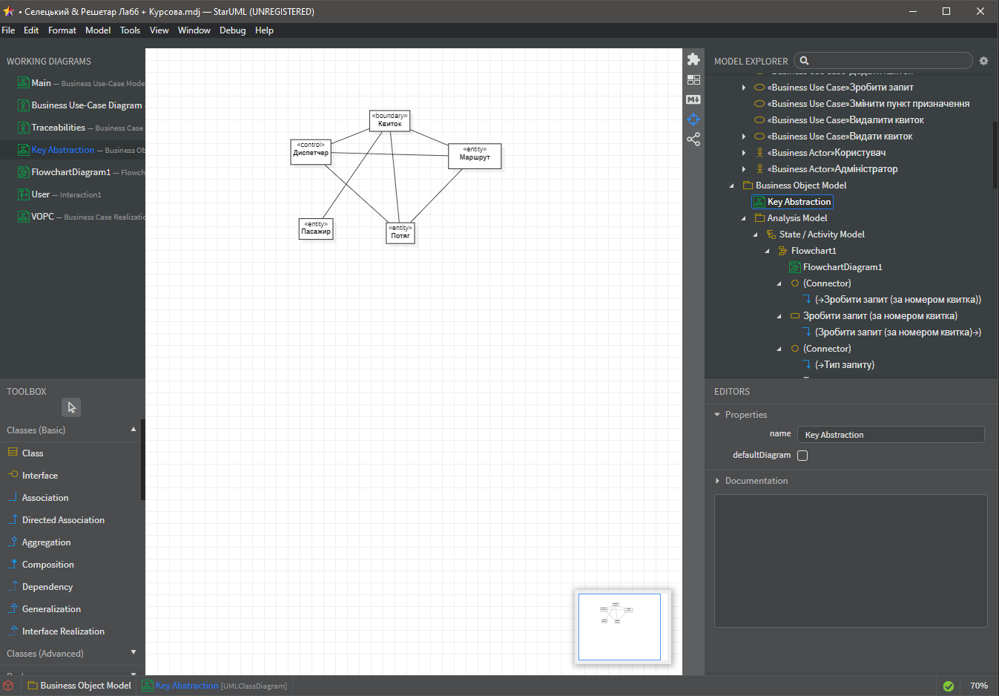 • Селецький & Решетар Лаб6 + Курсова.mdj — StarUML (UNREGISTERED)
File Edit Format Model Tools View Window Debug Help
WORKING DIAGRAMS
Main — Business Use-Case Mode
Business Use-Case Diagram
Traceabilities — Business Case
Key Abstraction — Business Ob
FlowchartDiagram1 — Flowch
User — Interaction1
VOPC — Business Case Realizatio
TOOLBOX
Classes (Basic)
Class
Interface
Association
Directed Association
Aggregation
Composition
Dependency
Generalization
Interface Realization
Classes (Advanced)
«boundary»
Квиток
«control»
Диспетчер
«entity»
Маршрут
«entity»
Пасажир
«entity»
Потяг
MODEL EXPLORER
«Business Use Case»Зробити запит
«Business Use Case»Змінити пункт призначення
«Business Use Case»Видалити квиток
«Business Use Case»Видати квиток
«Business Actor»Користувач
«Business Actor»Адміністратор
Business Object Model
Key Abstraction
Analysis Model
State / Activity Model
Flowchart1
FlowchartDiagram1
(Connector)
(→Зробити запит (за номером квитка))
Зробити запит (за номером квитка)
(Зробити запит (за номером квитка)→)
(Connector)
(→Тип запиту)
EDITORS
Properties
name Key Abstraction
defaultDiagram
Documentation
Business Object Model Key Abstraction [UMLClassDiagram] 70%